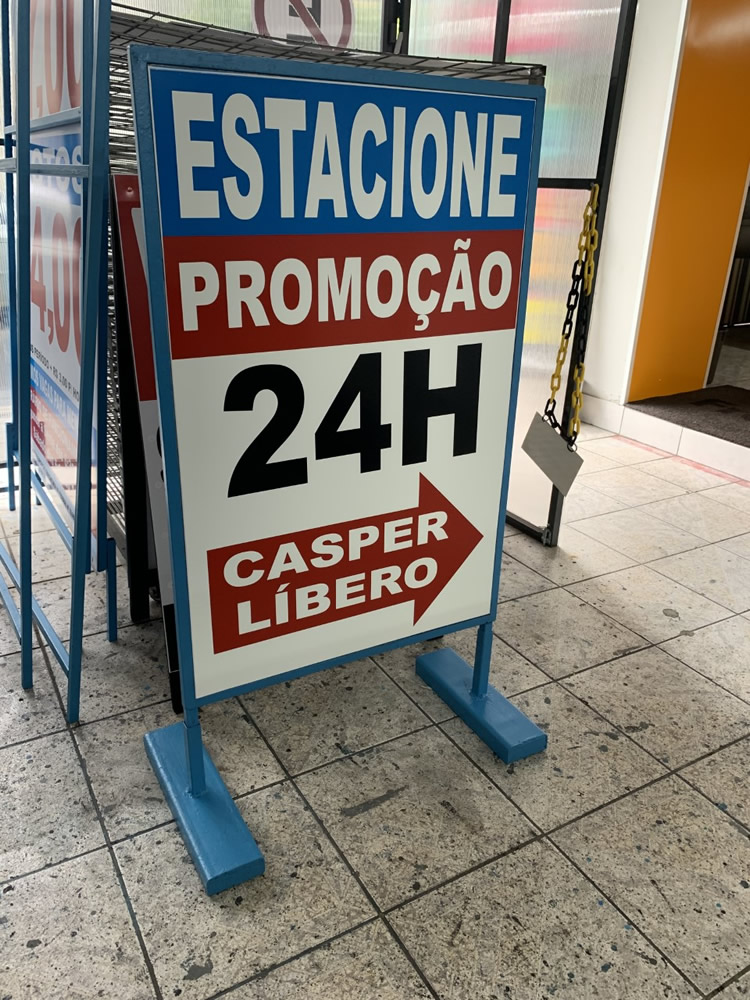 ESTACIONE
PROMOÇÃO
24H
CASPER
LÍBERO